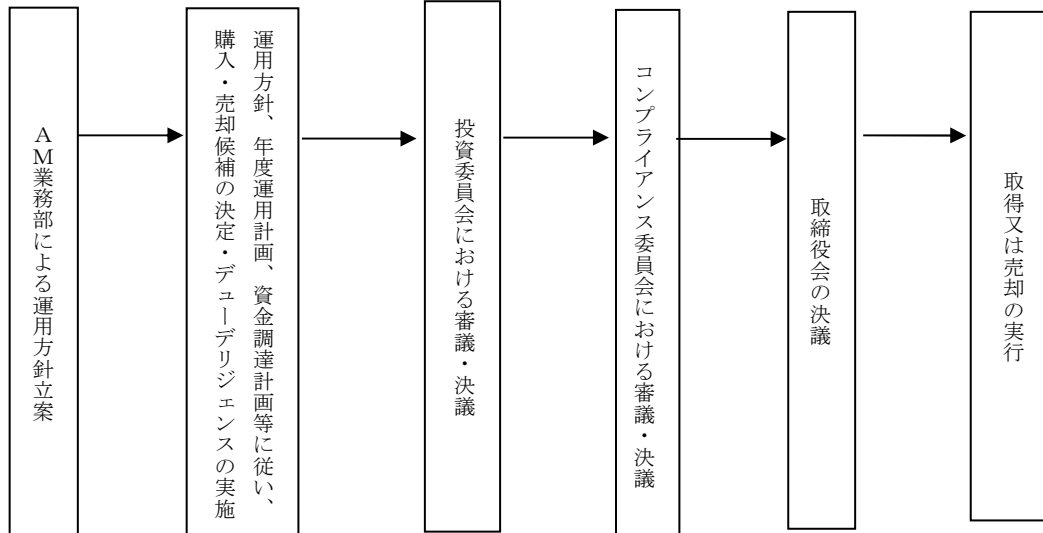 AM業務部による運用方針立案
運用方針、年度運用計画、資金調達計画等に従い、
購入・売却候補の決定・デューデリジェンスの実施
投資委員会における審議・決議
コンプライアンス委員会における審議・決議
取締役会の決議
取得又は売却の実行